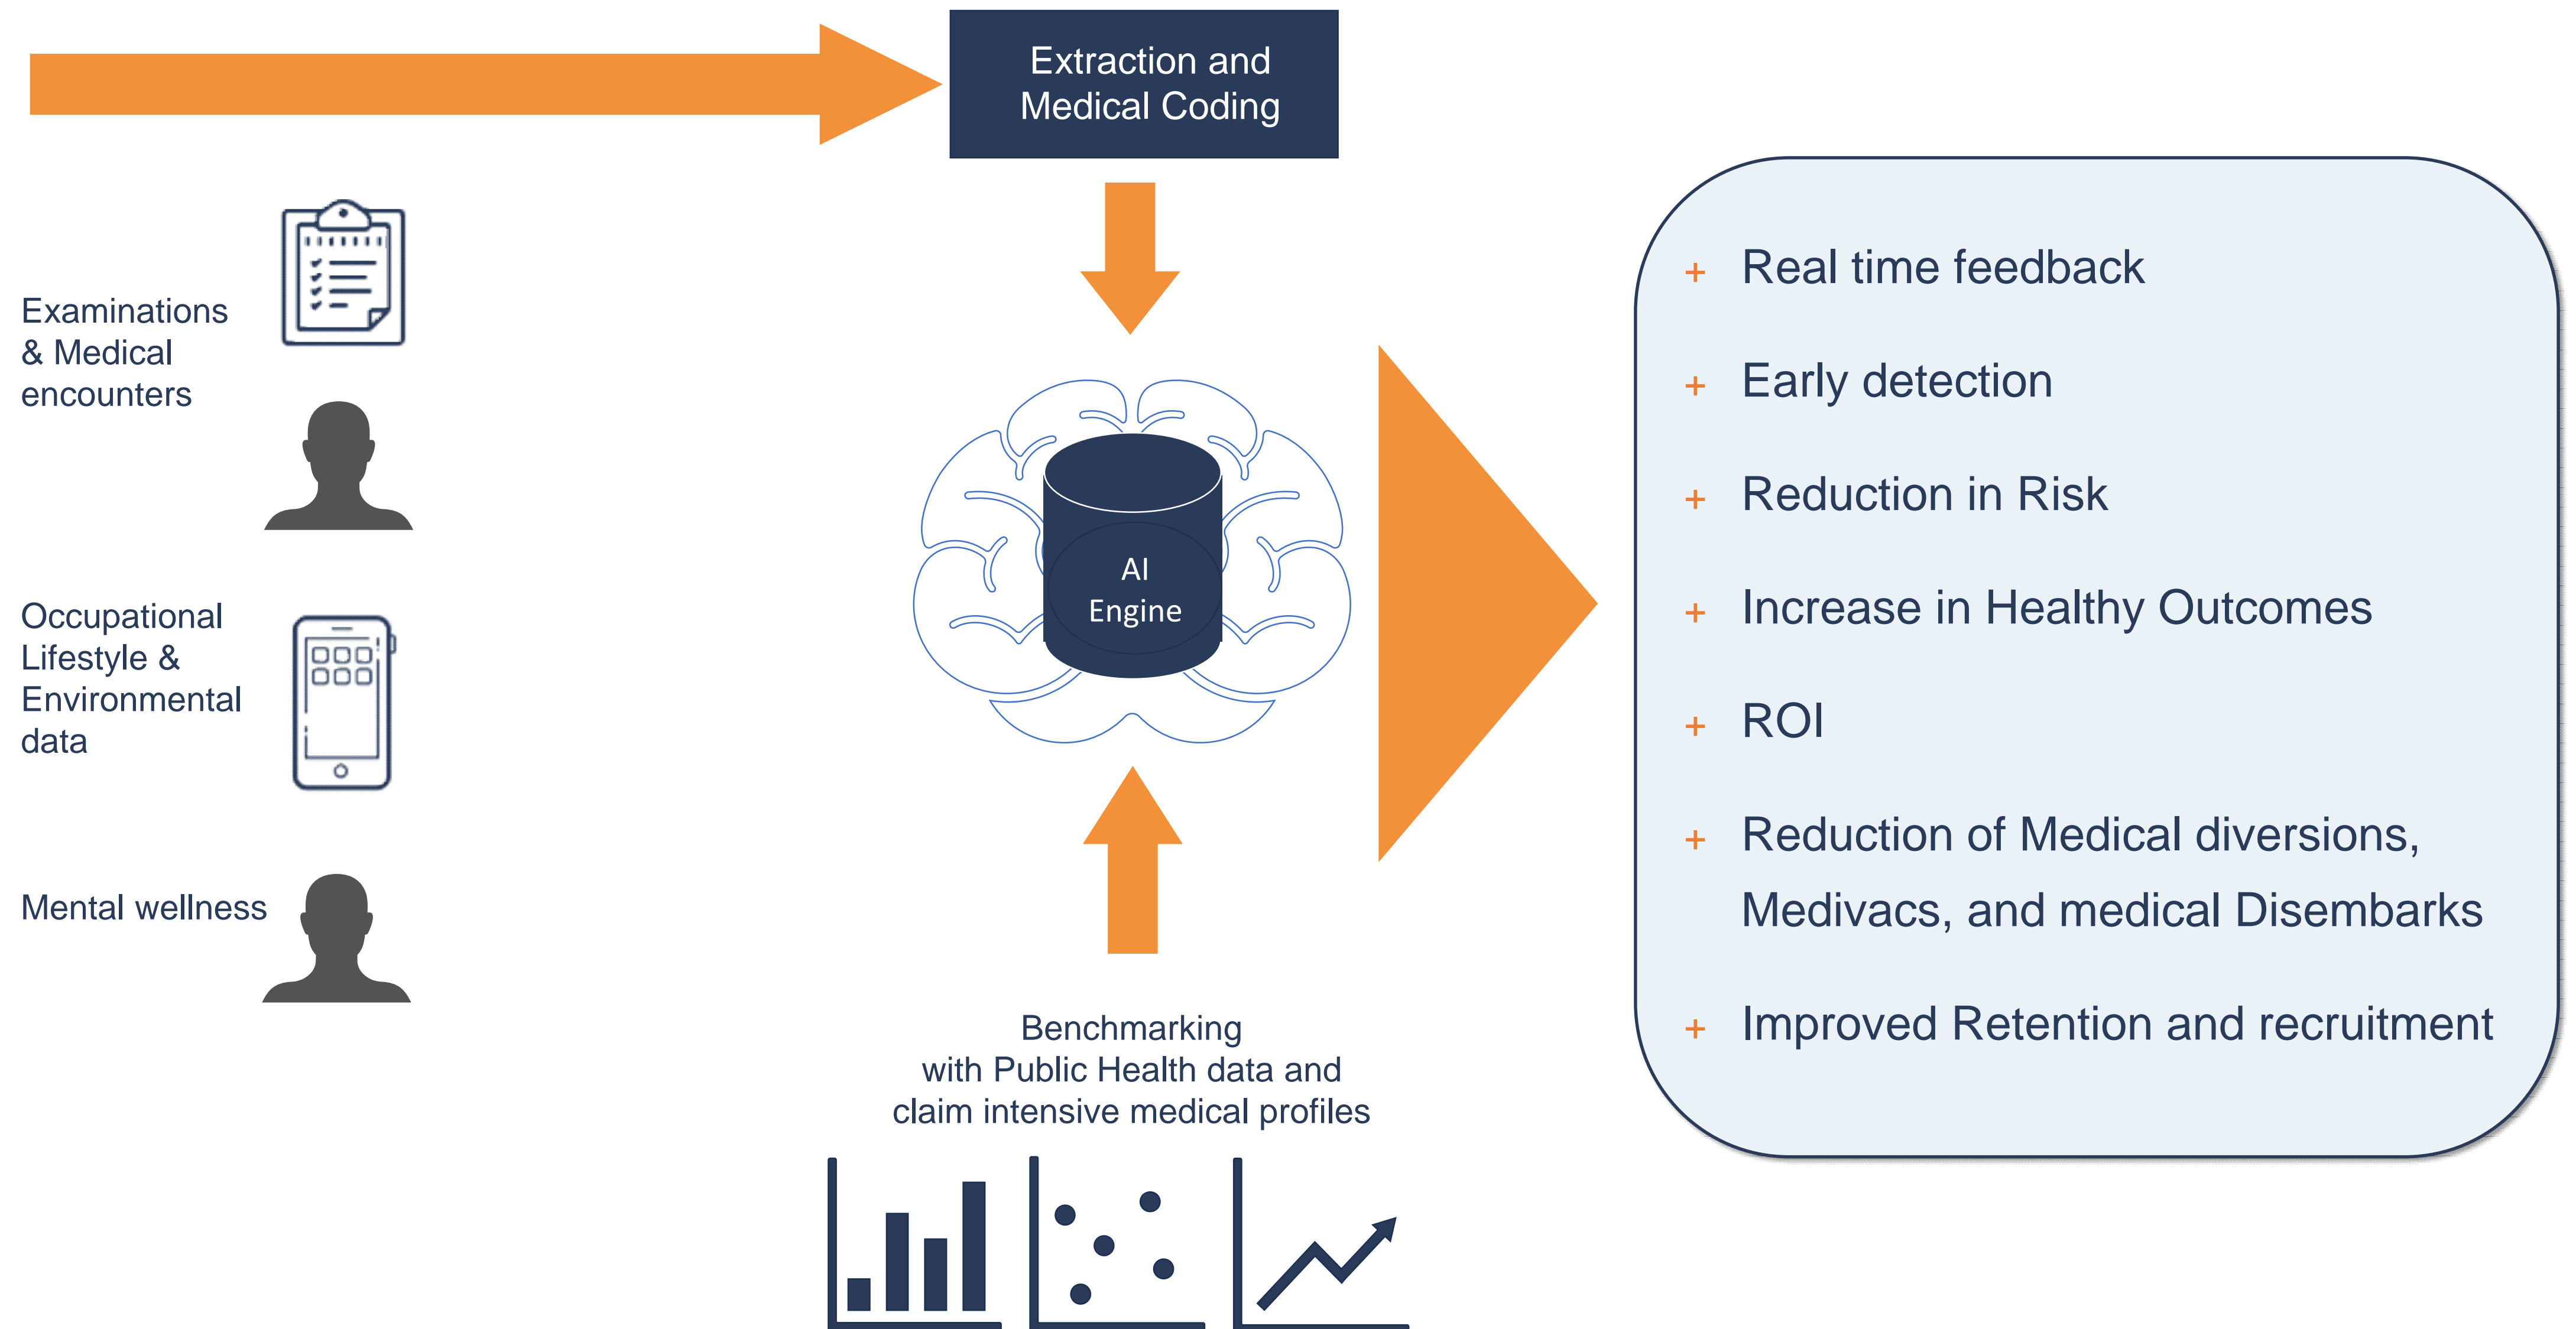 Extraction and
Medical Coding
Examinations
& Medical
encounters
Occupational
Lifestyle &
Environmental
data
Mental wellness
AI
Engine
Benchmarking
with Public Health data and
claim intensive medical profiles
+ Real time feedback
+ Early detection
+ Reduction in Risk
+ Increase in Healthy Outcomes
+ ROI
+ Reduction of Medical diversions,
Medivacs, and medical Disembarks
+ Improved Retention and recruitment